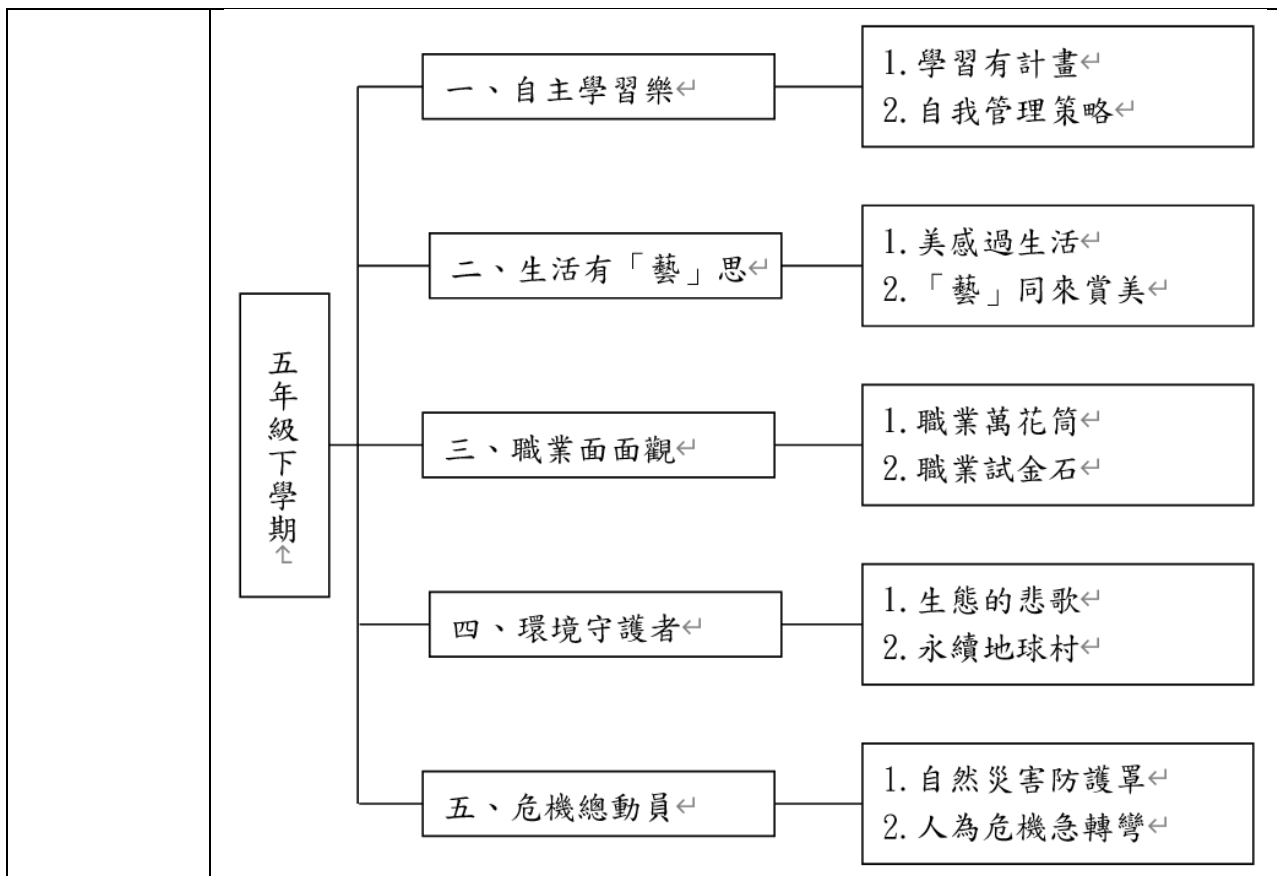 五年級下學期
一、自主學習樂
1.學習有計畫
2.自我管理策略
二、生活有「藝」思
1.美感過生活
2.「藝」同來賞美
三、職業面面觀
1.職業萬花筒
2.職業試金石
四、環境守護者
1.生態的悲歌
2.永續地球村
五、危機總動員
1.自然災害防護罩
2.人為危機急轉彎